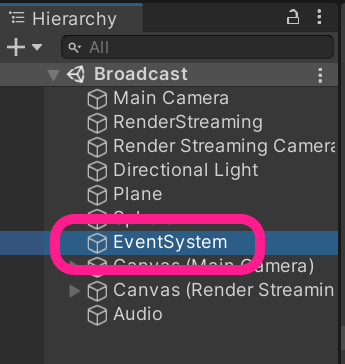 Hierarchy
All
Broadcast
Main Camera
RenderStreaming
Render Streaming Camera
Directional Light
Plane
EventSystem
Canvas (Main Camera)
Canvas (Render Streamin
Audio